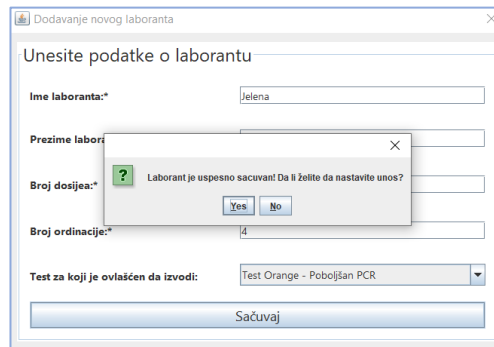 Dodavanje novog laboranta
Unesite podatke o laborantu
Ime laboranta:*
Jelena
Prezime labora
Laborant je uspesno sacuvan! Da li želite da nastavite unos?
Broj dosijea:*
Yes
No
Broj ordinacije:*
4
Test za koji je ovlašćen da izvodi:
Test Orange - Poboljšan PCR
Sačuvaj